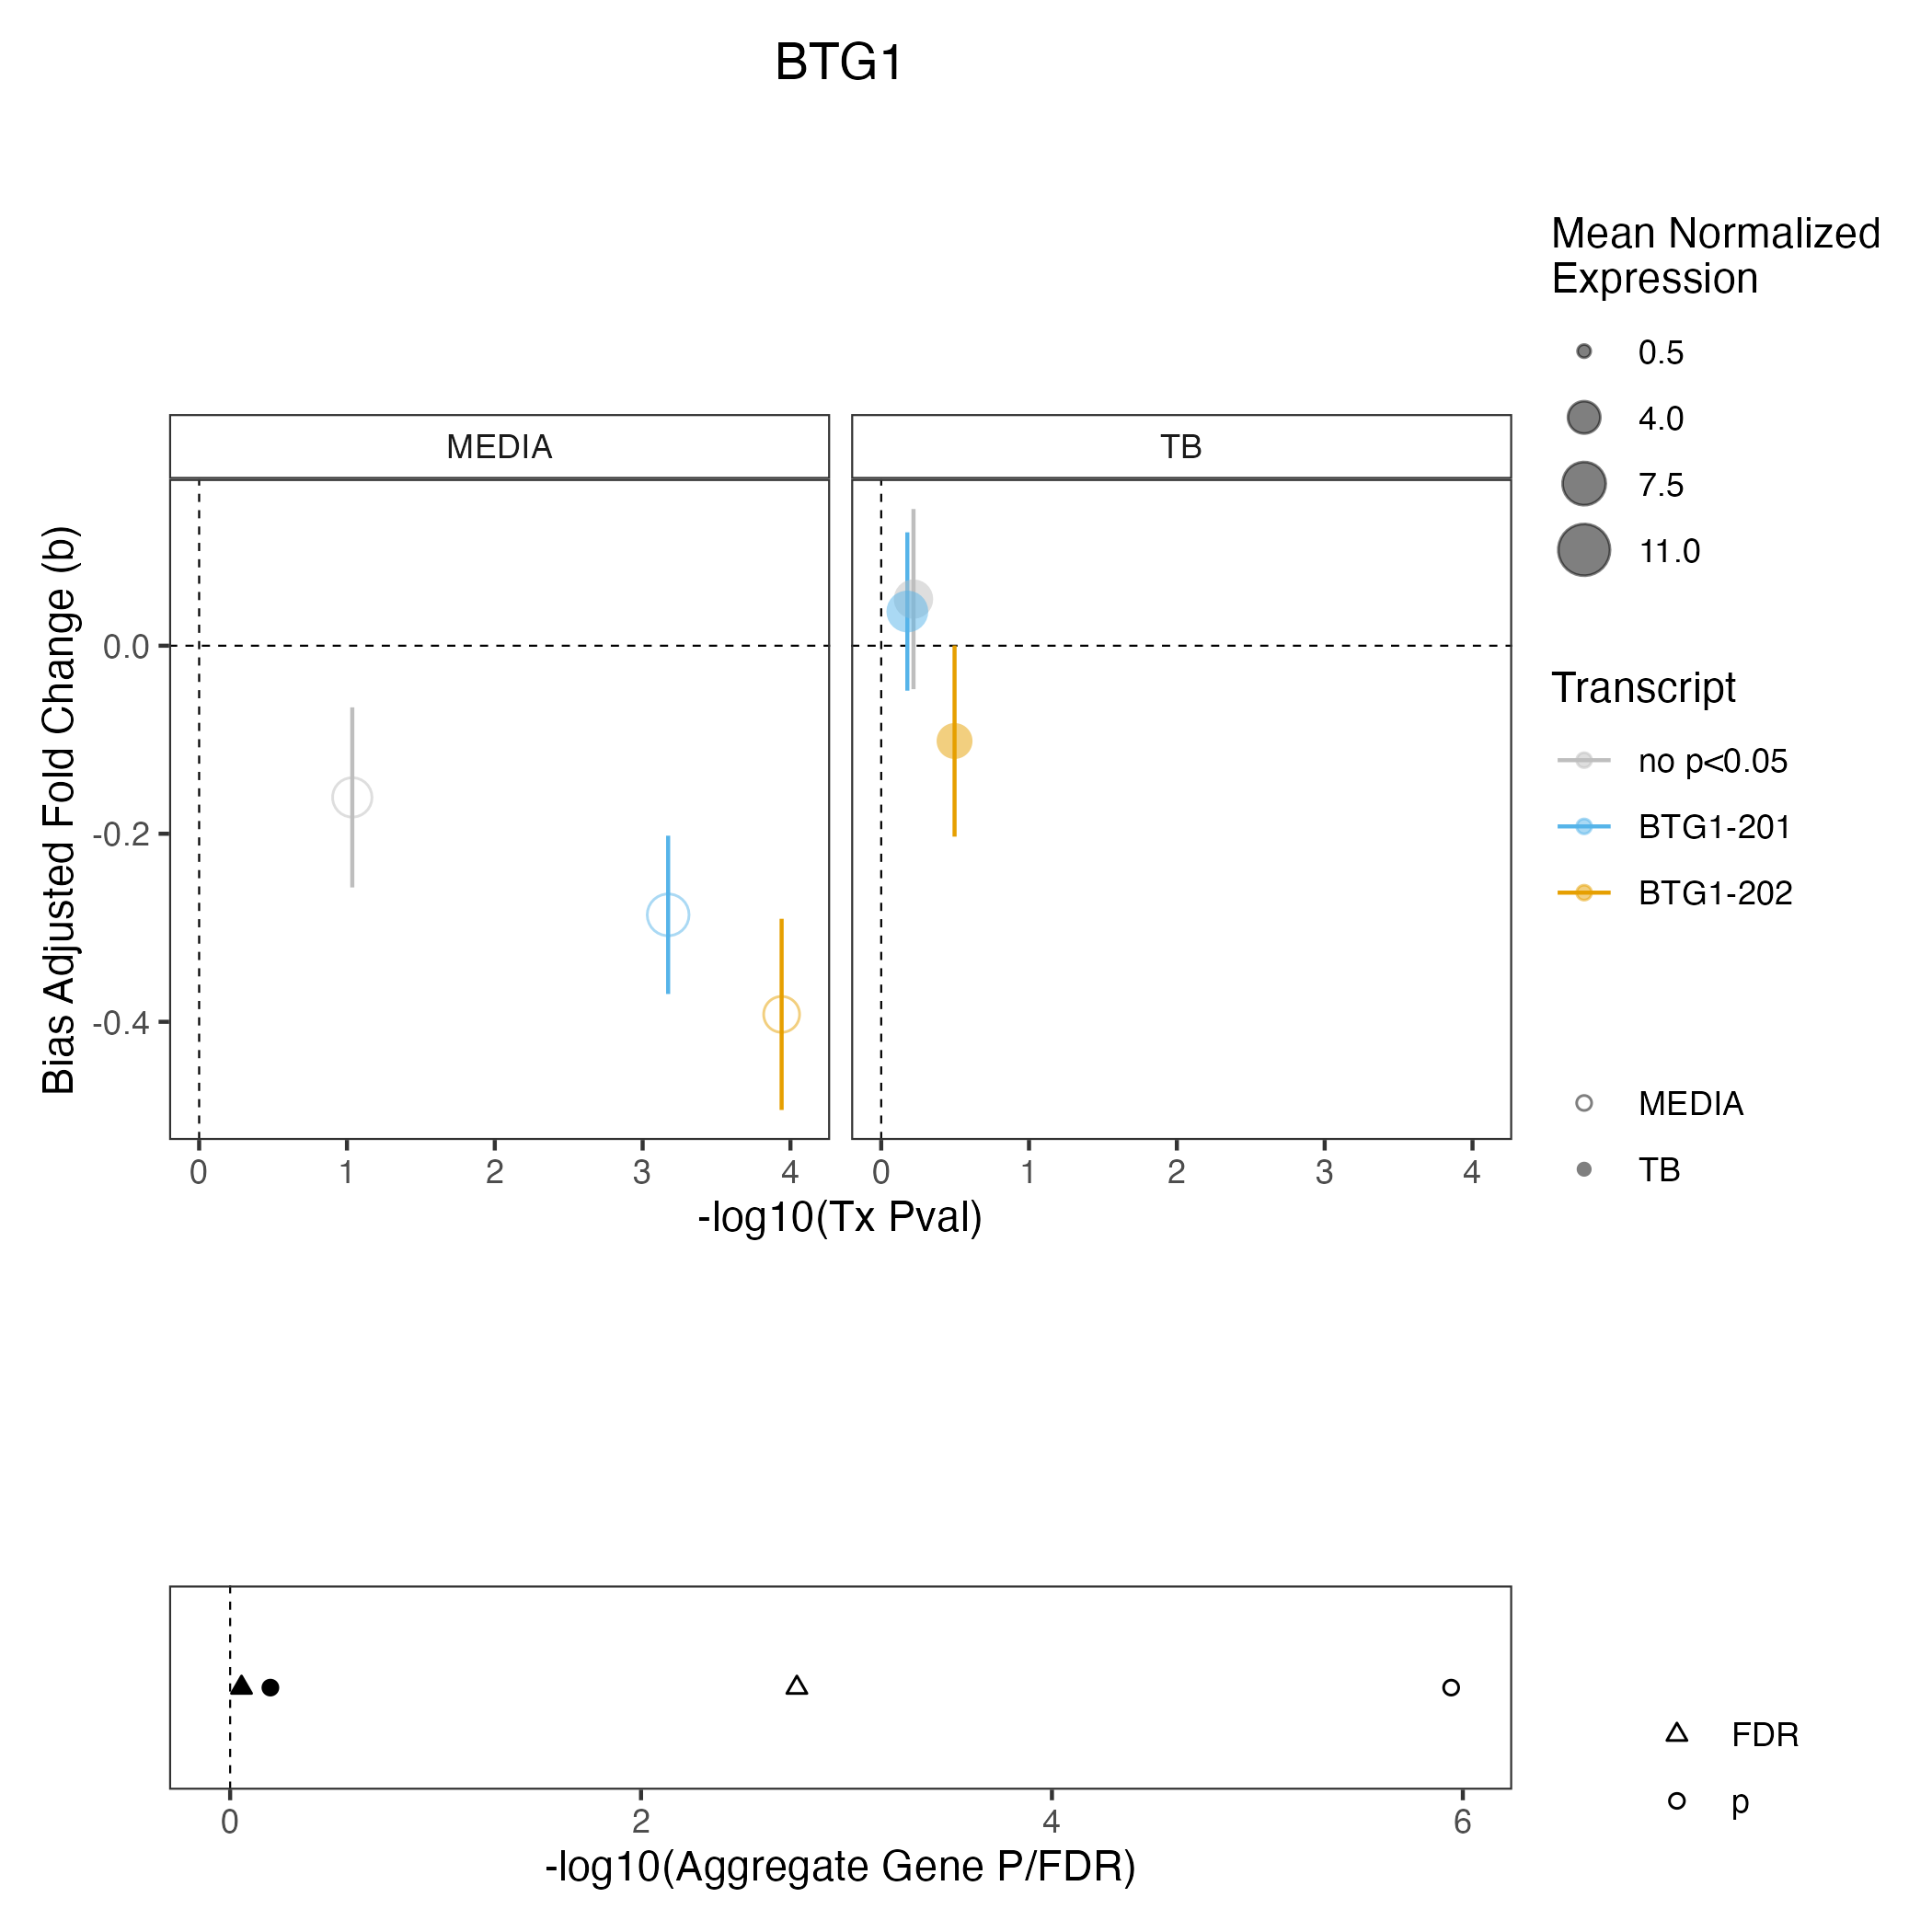 BTG1
MEDIA
TB
Bias Adjusted Fold Change (b)
0.0
-0.2
-0.4
0
1
2
3
4
0
1
2
3
4
-log10(Tx Pval)
Mean Normalized
Expression
0.5
4.0
7.5
11.0
Transcript
no p<0.05
BTG1-201
BTG1-202
MEDIA
TB
0
2
4
6
-log10(Aggregate Gene P/FDR)
FDR
p